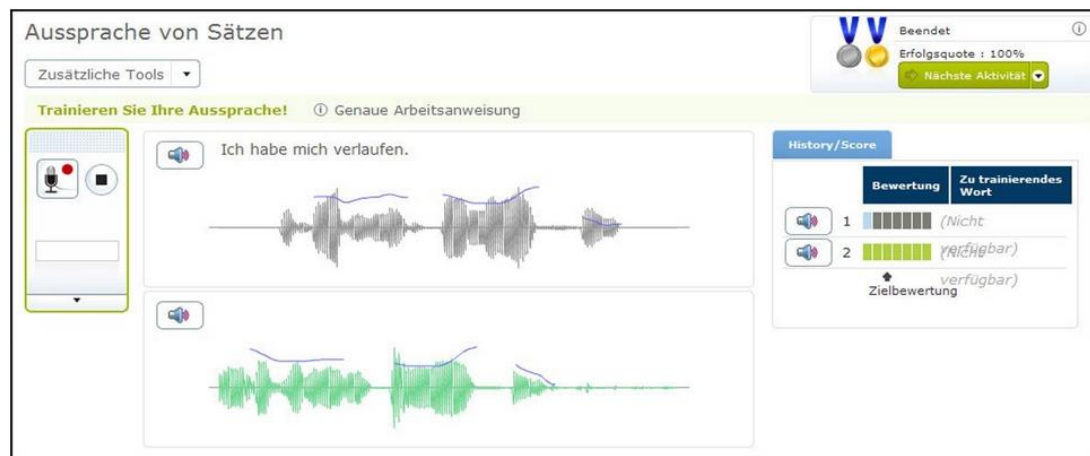 Aussprache von Sätzen
Beendet
Erfolgsquote : 100%
Nächste Aktivität
Zusätzliche Tools
Trainieren Sie Ihre Aussprache!
Genaue Arbeitsanweisung
Ich habe mich verlaufen.
History/Score
Bewertung
Zu trainierendes
Wort
1
(Nicht
verfügbar)
2
(Nicht
verfügbar)
Zielbewertung